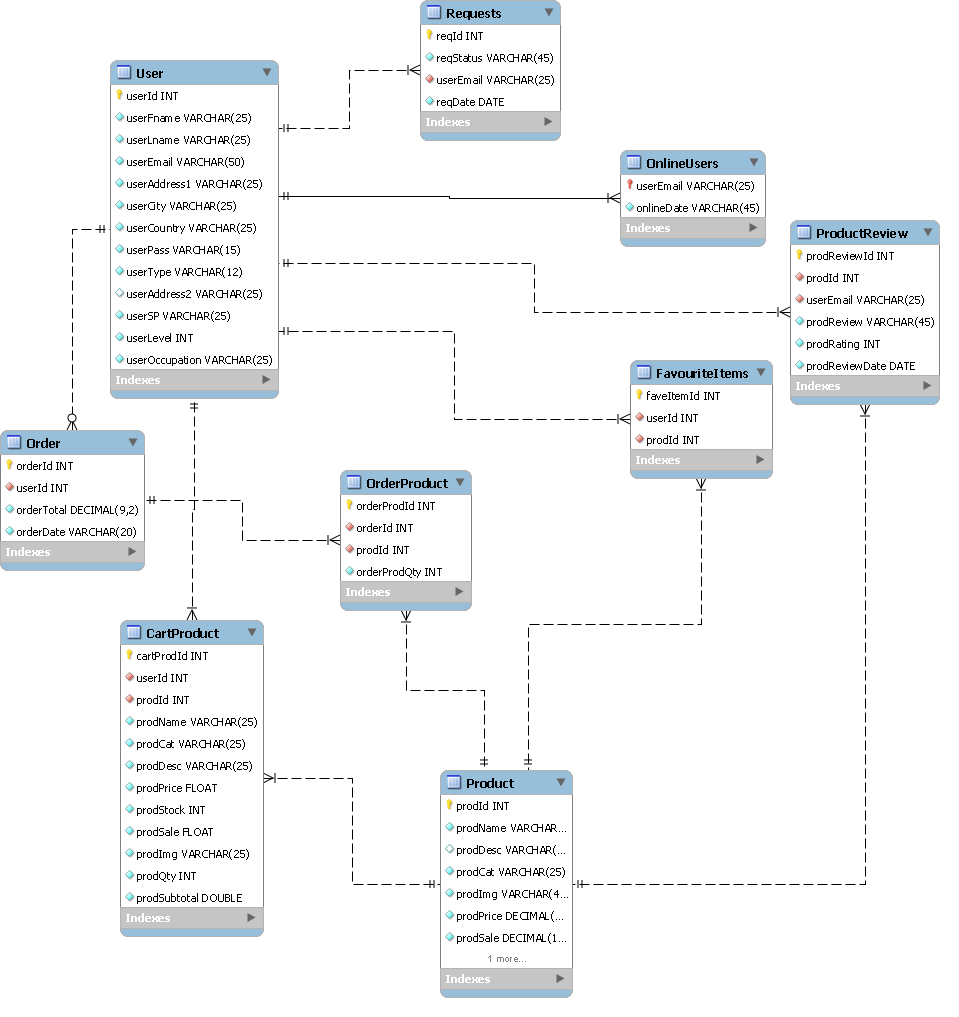 Requests
reqId INT
reqStatus VARCHAR(45)
userEmail VARCHAR(25)
reqDate DATE
Indexes
User
userId INT
userFname VARCHAR(25)
userLname VARCHAR(25)
userEmail VARCHAR(50)
userAddress1 VARCHAR(25)
userCity VARCHAR(25)
userCountry VARCHAR(25)
userPass VARCHAR(15)
userType VARCHAR(12)
userAddress2 VARCHAR(25)
userSP VARCHAR(25)
userLevel INT
userOccupation VARCHAR(25)
Indexes
OnlineUsers
userEmail VARCHAR(25)
onlineDate VARCHAR(45)
Indexes
ProductReview
prodReviewId INT
prodId INT
userEmail VARCHAR(25)
prodReview VARCHAR(45)
prodRating INT
prodReviewDate DATE
Indexes
FavouriteItems
faveItemId INT
userId INT
prodId INT
Indexes
Order
orderId INT
userId INT
orderTotal DECIMAL(9,2)
orderDate VARCHAR(20)
Indexes
OrderProduct
orderProdId INT
orderId INT
prodId INT
orderProdQty INT
Indexes
CartProduct
cartProdId INT
userId INT
prodId INT
prodName VARCHAR(25)
prodCat VARCHAR(25)
prodDesc VARCHAR(25)
prodPrice FLOAT
prodStock INT
prodSale FLOAT
prodImg VARCHAR(25)
prodQty INT
prodSubtotal DOUBLE
Indexes
Product
prodId INT
prodName VARCHAR...
prodDesc VARCHAR(...
prodCat VARCHAR(25)
prodImg VARCHAR(4...
prodPrice DECIMAL(...
prodSale DECIMAL(1...
1 more...
Indexes